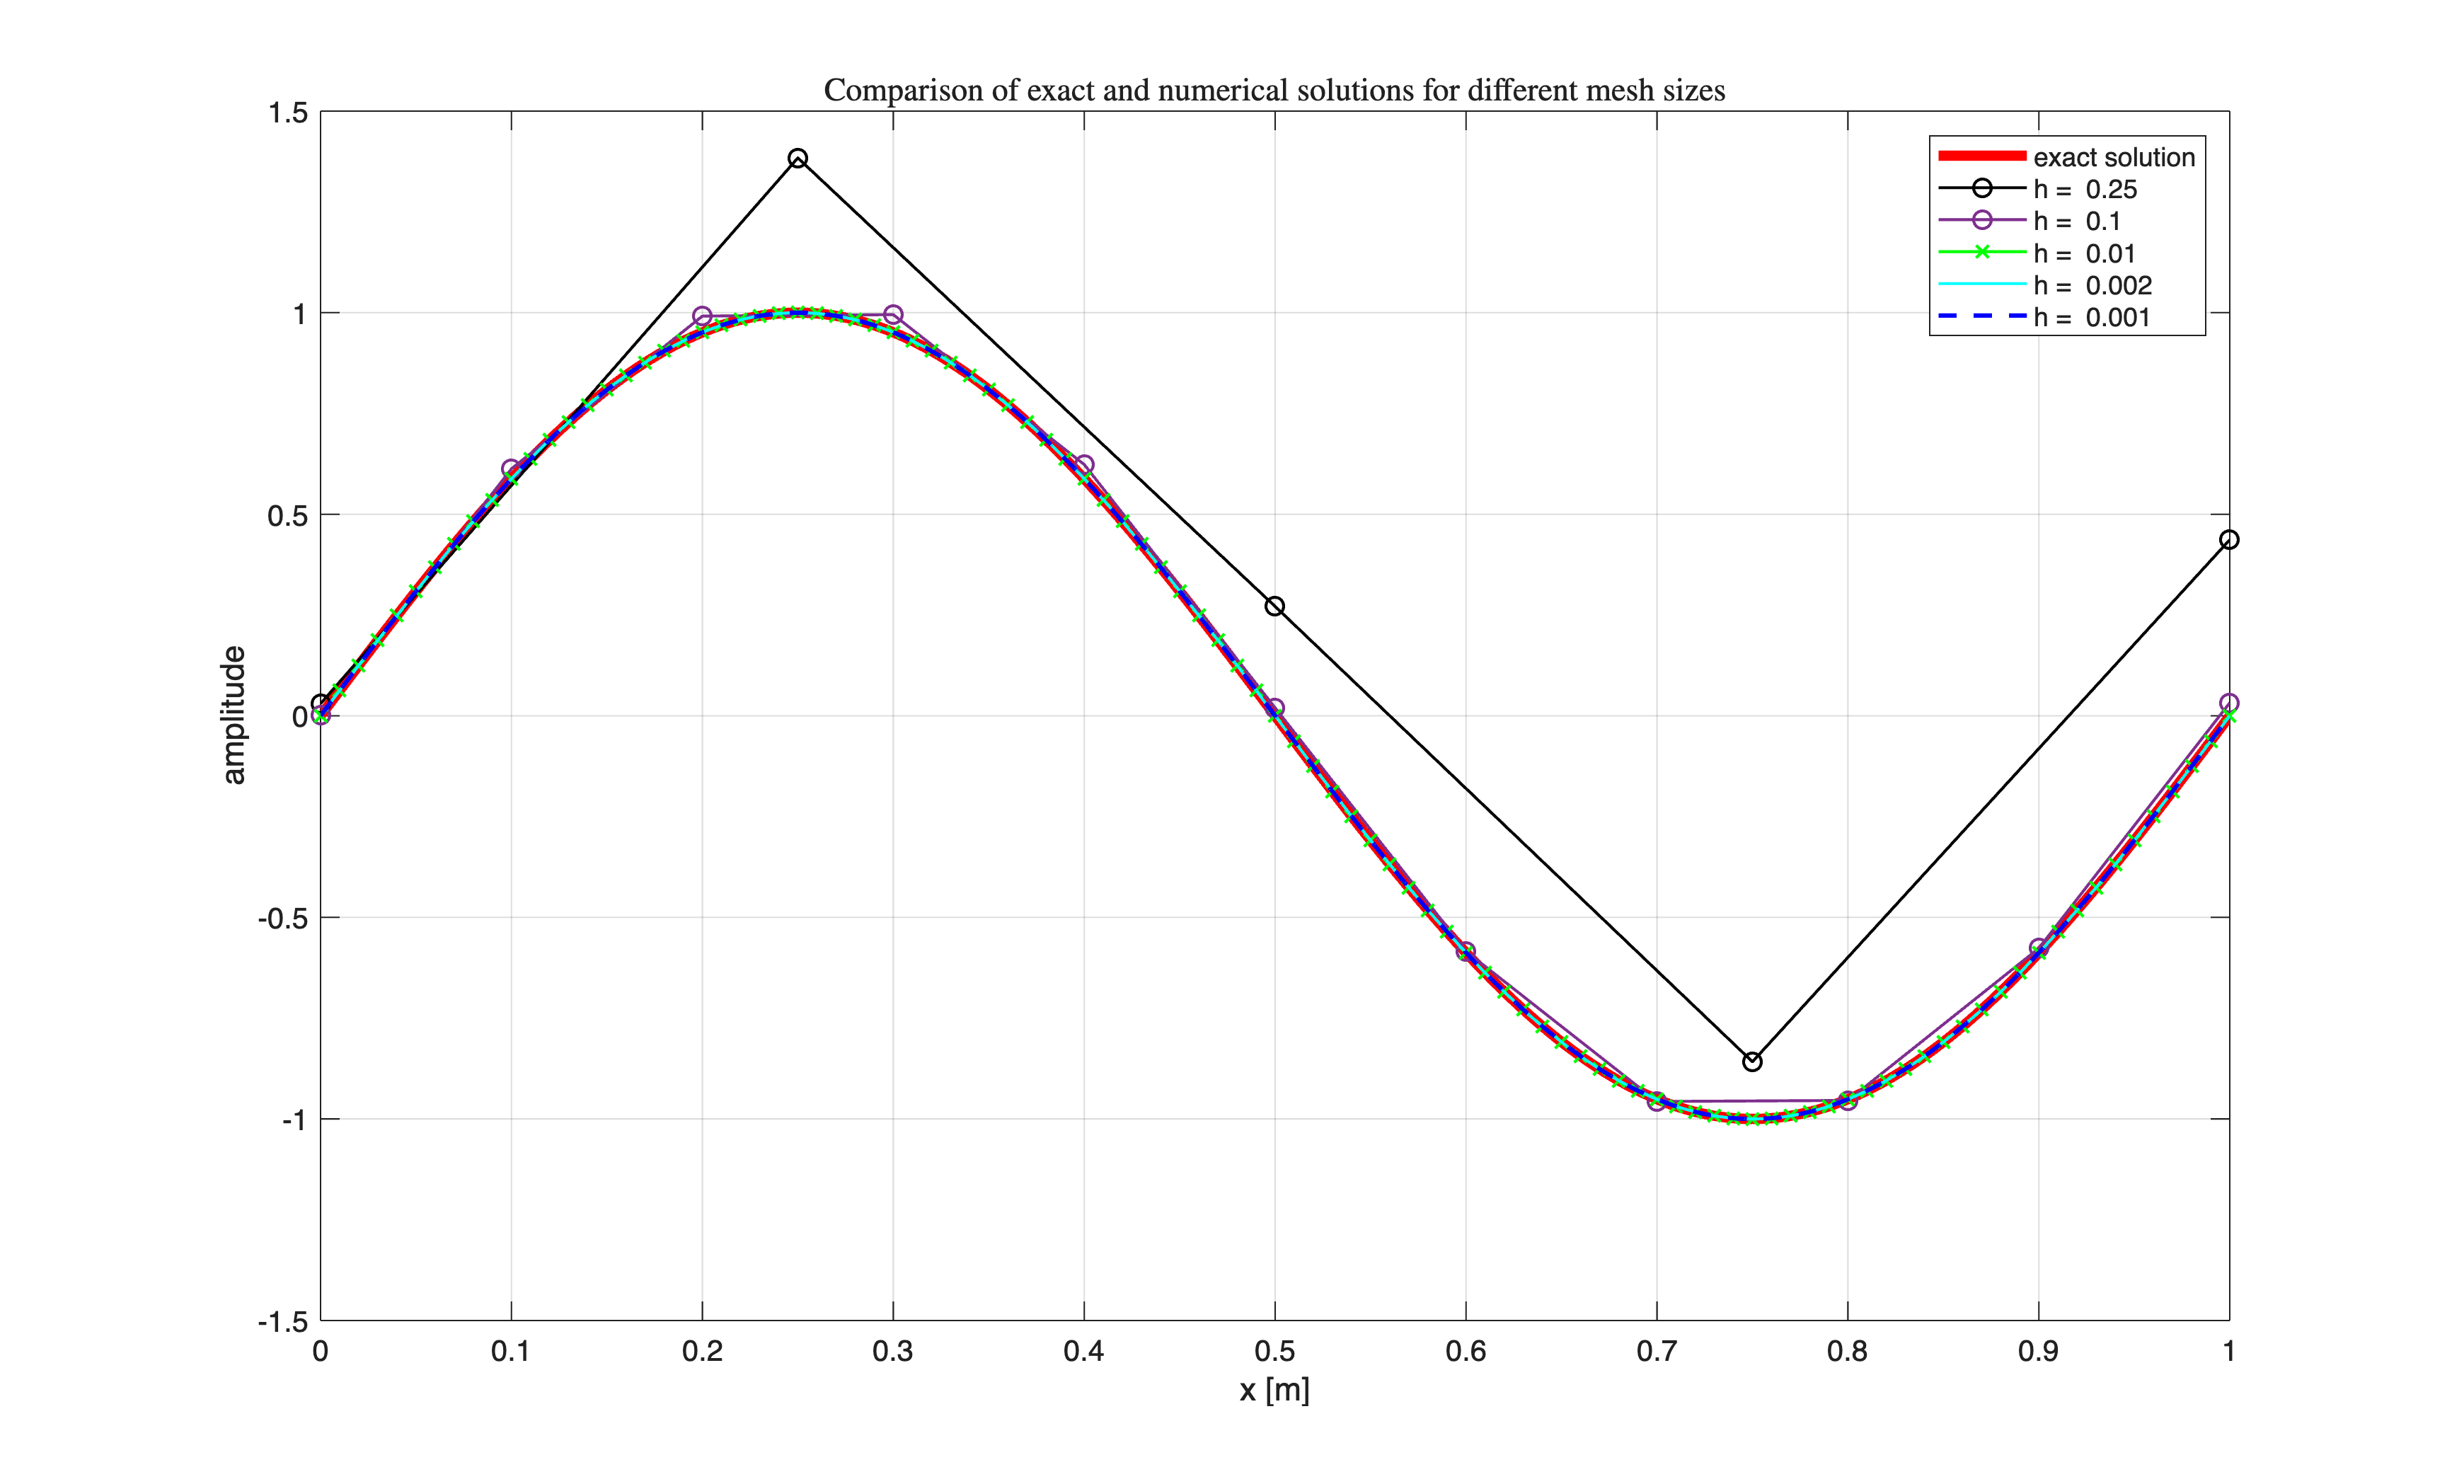 Comparison of exact and numerical solutions for different mesh sizes
1.5
1
0.5
0
-0.5
-1
-1.5
amplitude
exact solution
h = 0.25
h = 0.1
h = 0.01
h = 0.002
h = 0.001
0 0.1 0.2 0.3 0.4 0.5 0.6 0.7 0.8 0.9 1
x [m]